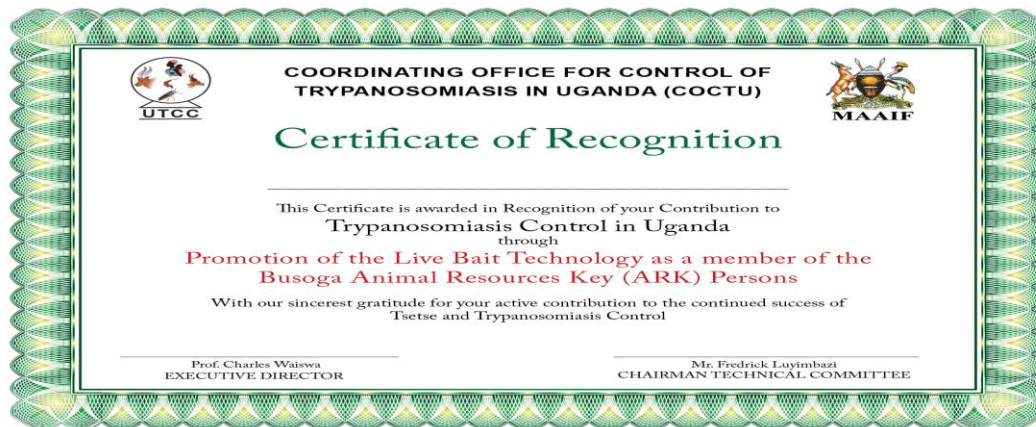 UTCC
COORDINATING OFFICE FOR CONTROL OF
TRYPANOSOMIASIS IN UGANDA (COCTU)
MAAIF
Certificate of Recognition
This Certificate is awarded in Recognition of your Contribution to
Trypanosomiasis Control in Uganda
through
Promotion of the Live Bait Technology as a member of the
Busoga Animal Resources Key (ARK) Persons
With our sincerest gratitude for your active contribution to the continued success of
Tsetse and Trypanosomiasis Control
Prof. Charles Waiswa
EXECUTIVE DIRECTOR
Mr. Fredrick Luyimbazi
CHAIRMAN TECHNICAL COMMITTEE